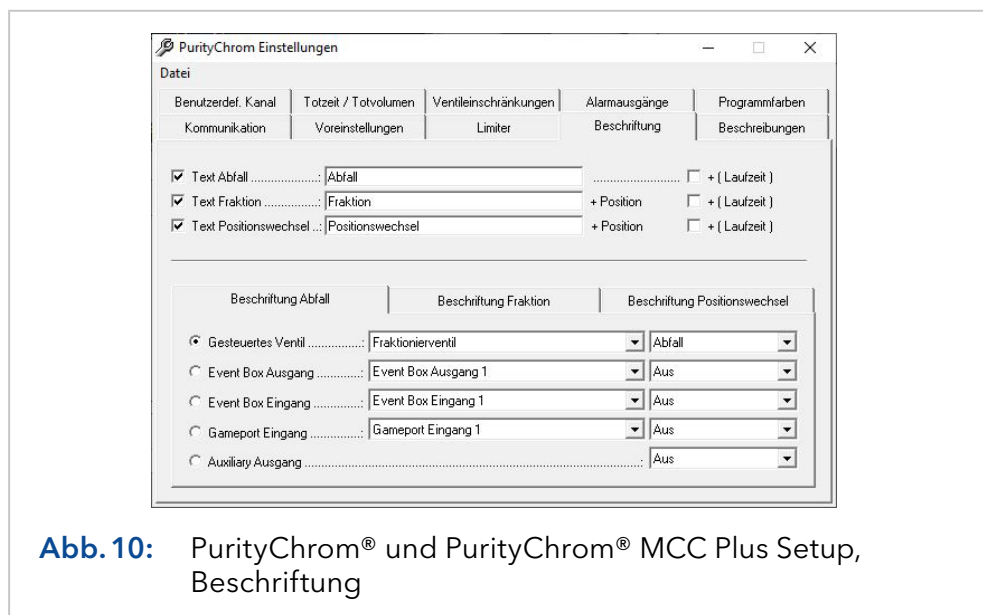 PurityChrom Einstellungen
Datei
Benutzerdef. Kanal Totzeit / Totvolumen Ventileinschränkungen Alarmausgänge Programmfarben
Kommunikation Voreinstellungen Limiter Beschriftung Beschreibungen
Text Abfall ....................: Abfall .......................... + ( Laufzeit )
Text Fraktion ................: Fraktion + Position + ( Laufzeit )
Text Positionswechsel ..: Positionswechsel + Position + ( Laufzeit )
Beschriftung Abfall Beschriftung Fraktion Beschriftung Positionswechsel
Gesteuertes Ventil ...............: Fraktionierventil Abfall
Event Box Ausgang ............: Event Box Ausgang 1 Aus
Event Box Eingang .............: Event Box Eingang 1 Aus
Gameport Eingang ..............: Gameport Eingang 1 Aus
Auxiliary Ausgang ....................................................................................: Aus
Abb. 10: PurityChrom® und PurityChrom® MCC Plus Setup,
Beschriftung